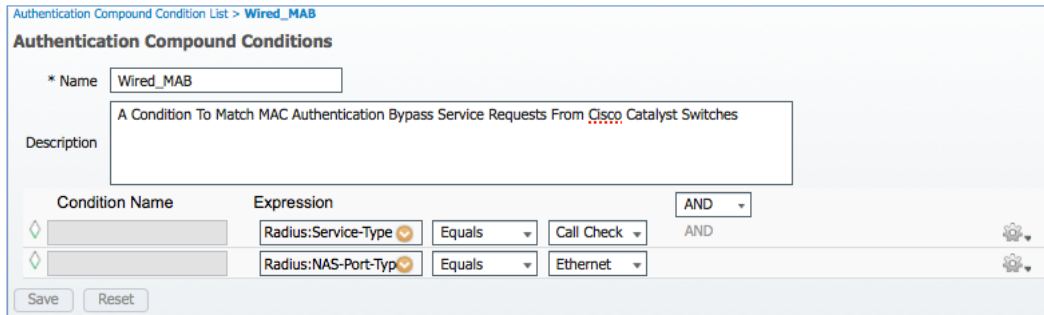 Authentication Compound Condition List > Wired_MAB
Authentication Compound Conditions
* Name Wired_MAB
Description A Condition To Match MAC Authentication Bypass Service Requests From Cisco Catalyst Switches
Condition Name Expression AND
Radius:Service-Type Equals Call Check AND
Radius:NAS-Port-Typ Equals Ethernet
Save Reset